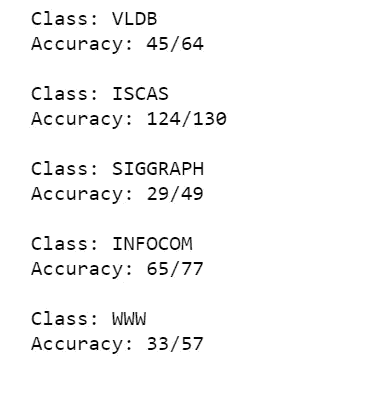 Class: VLDB
Accuracy: 45/64
Class: ISCAS
Accuracy: 124/130
Class: SIGGRAPH
Accuracy: 29/49
Class: INFOCOM
Accuracy: 65/77
Class: WWW
Accuracy: 33/57